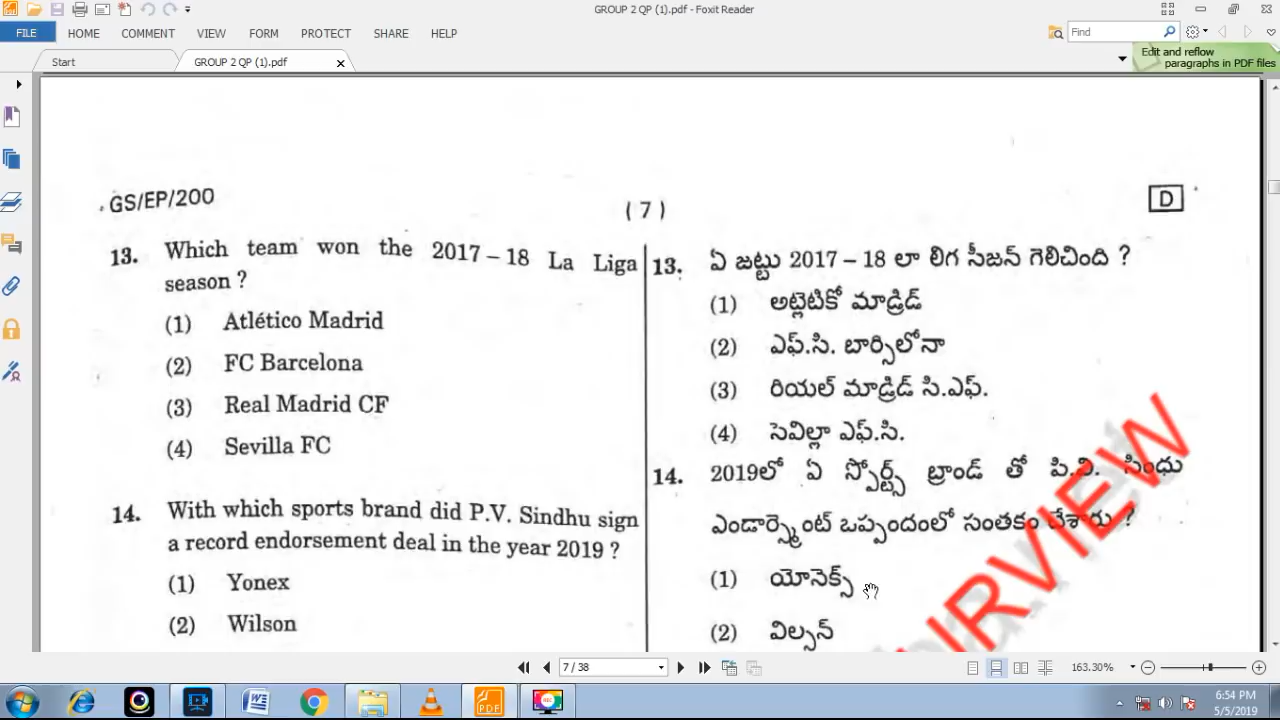 GROUP 2 QP (1).pdf - Foxit Reader
FILE HOME COMMENT VIEW FORM PROTECT SHARE HELP
Find
Start GROUP 2 QP (1).pdf
Edit and reflow
paragraphs in PDF files
GS/EP/200
( 7 )
D
13. Which team won the 2017 – 18 La Liga
season ?
(1) Atlético Madrid
(2) FC Barcelona
(3) Real Madrid CF
(4) Sevilla FC
14. With which sports brand did P.V. Sindhu sign
a record endorsement deal in the year 2019 ?
(1) Yonex
(2) Wilson
13. ఏ జట్టు 2017 – 18 లా లిగ సీజన్ గెలిచింది ?
(1) అట్లెటికో మాడ్రిడ్
(2) ఎఫ్.సి. బార్సిలోనా
(3) రియల్ మాడ్రిడ్ సి.ఎఫ్.
(4) సెవిల్లా ఎఫ్.సి.
14. 2019లో ఏ స్పోర్ట్స్ బ్రాండ్ తో పి.వి. సింధు
ఎండార్స్మెంట్ ఒప్పందంలో సంతకం చేశారు ?
(1) యోనెక్స్
(2) విల్సన్
7 / 38
163.30%
PDF
6:54 PM
5/5/2019